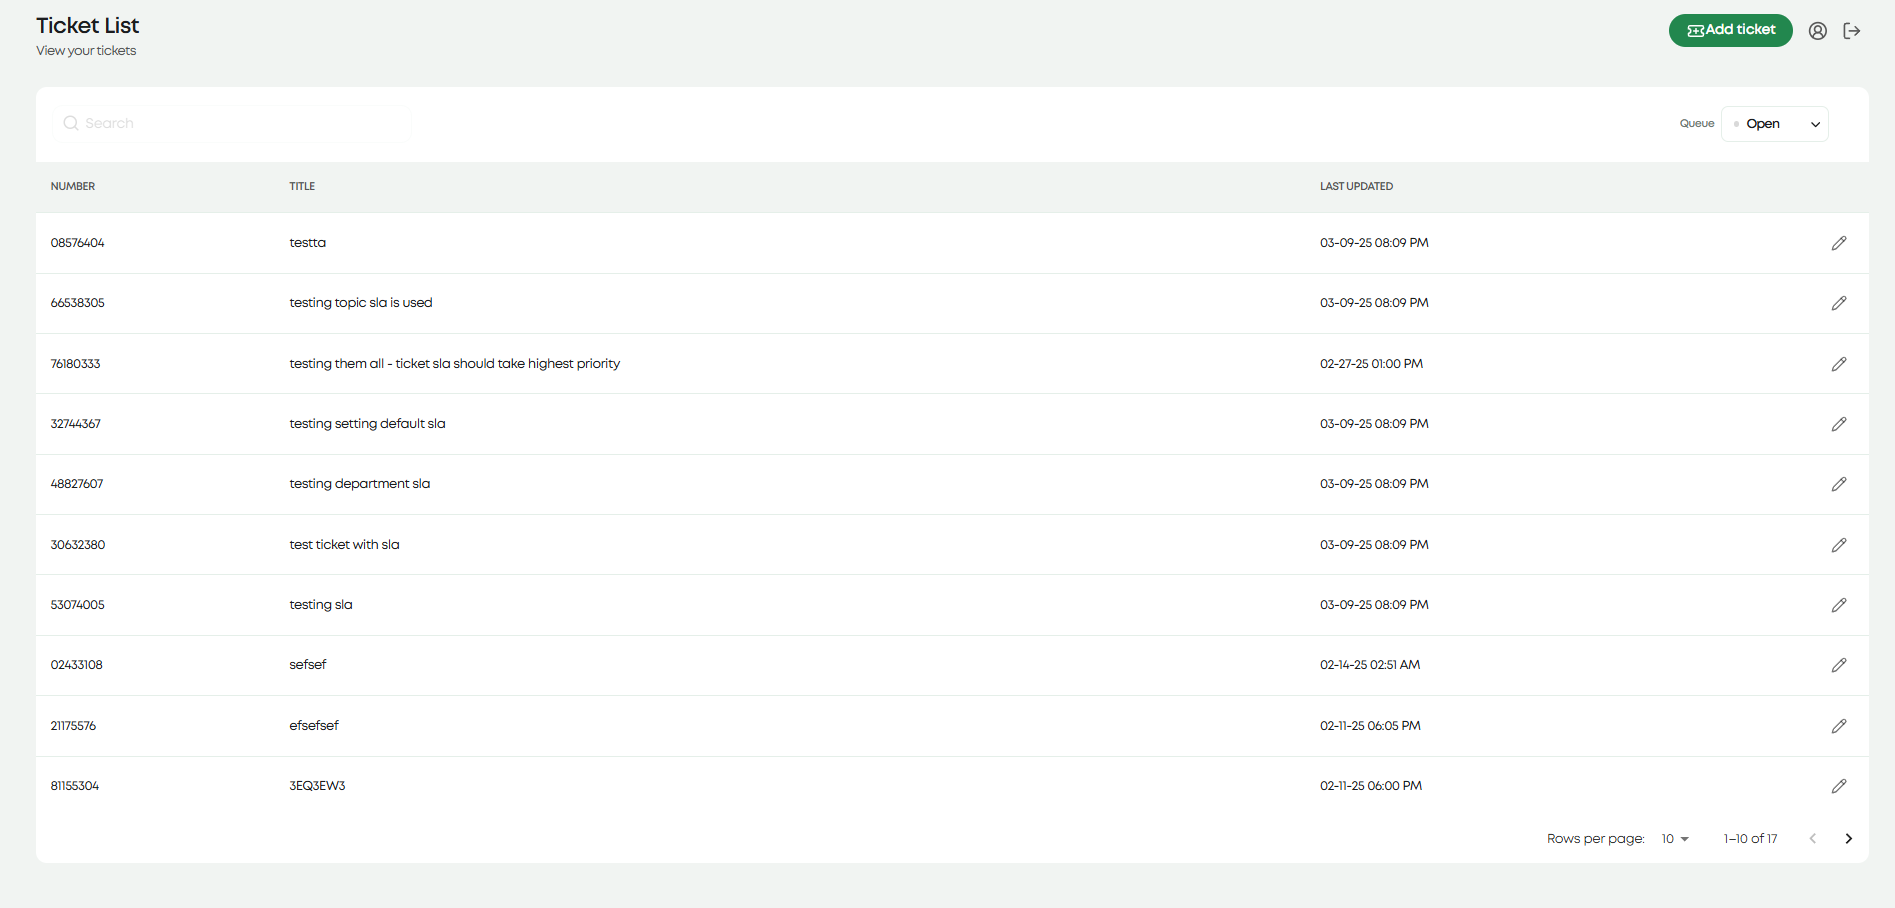 Ticket List
View your tickets
Add ticket
Search
Queue Open
NUMBER TITLE LAST UPDATED
08576404 testta 03-09-25 08:09 PM
66538305 testing topic sla is used 03-09-25 08:09 PM
76180333 testing them all - ticket sla should take highest priority 02-27-25 01:00 PM
32744367 testing setting default sla 03-09-25 08:09 PM
48827607 testing department sla 03-09-25 08:09 PM
30632380 test ticket with sla 03-09-25 08:09 PM
53074005 testing sla 03-09-25 08:09 PM
02433108 sefsef 02-14-25 02:51 AM
21175576 efsefsef 02-11-25 06:05 PM
81155304 3EQ3EW3 02-11-25 06:00 PM
Rows per page: 10 1–10 of 17